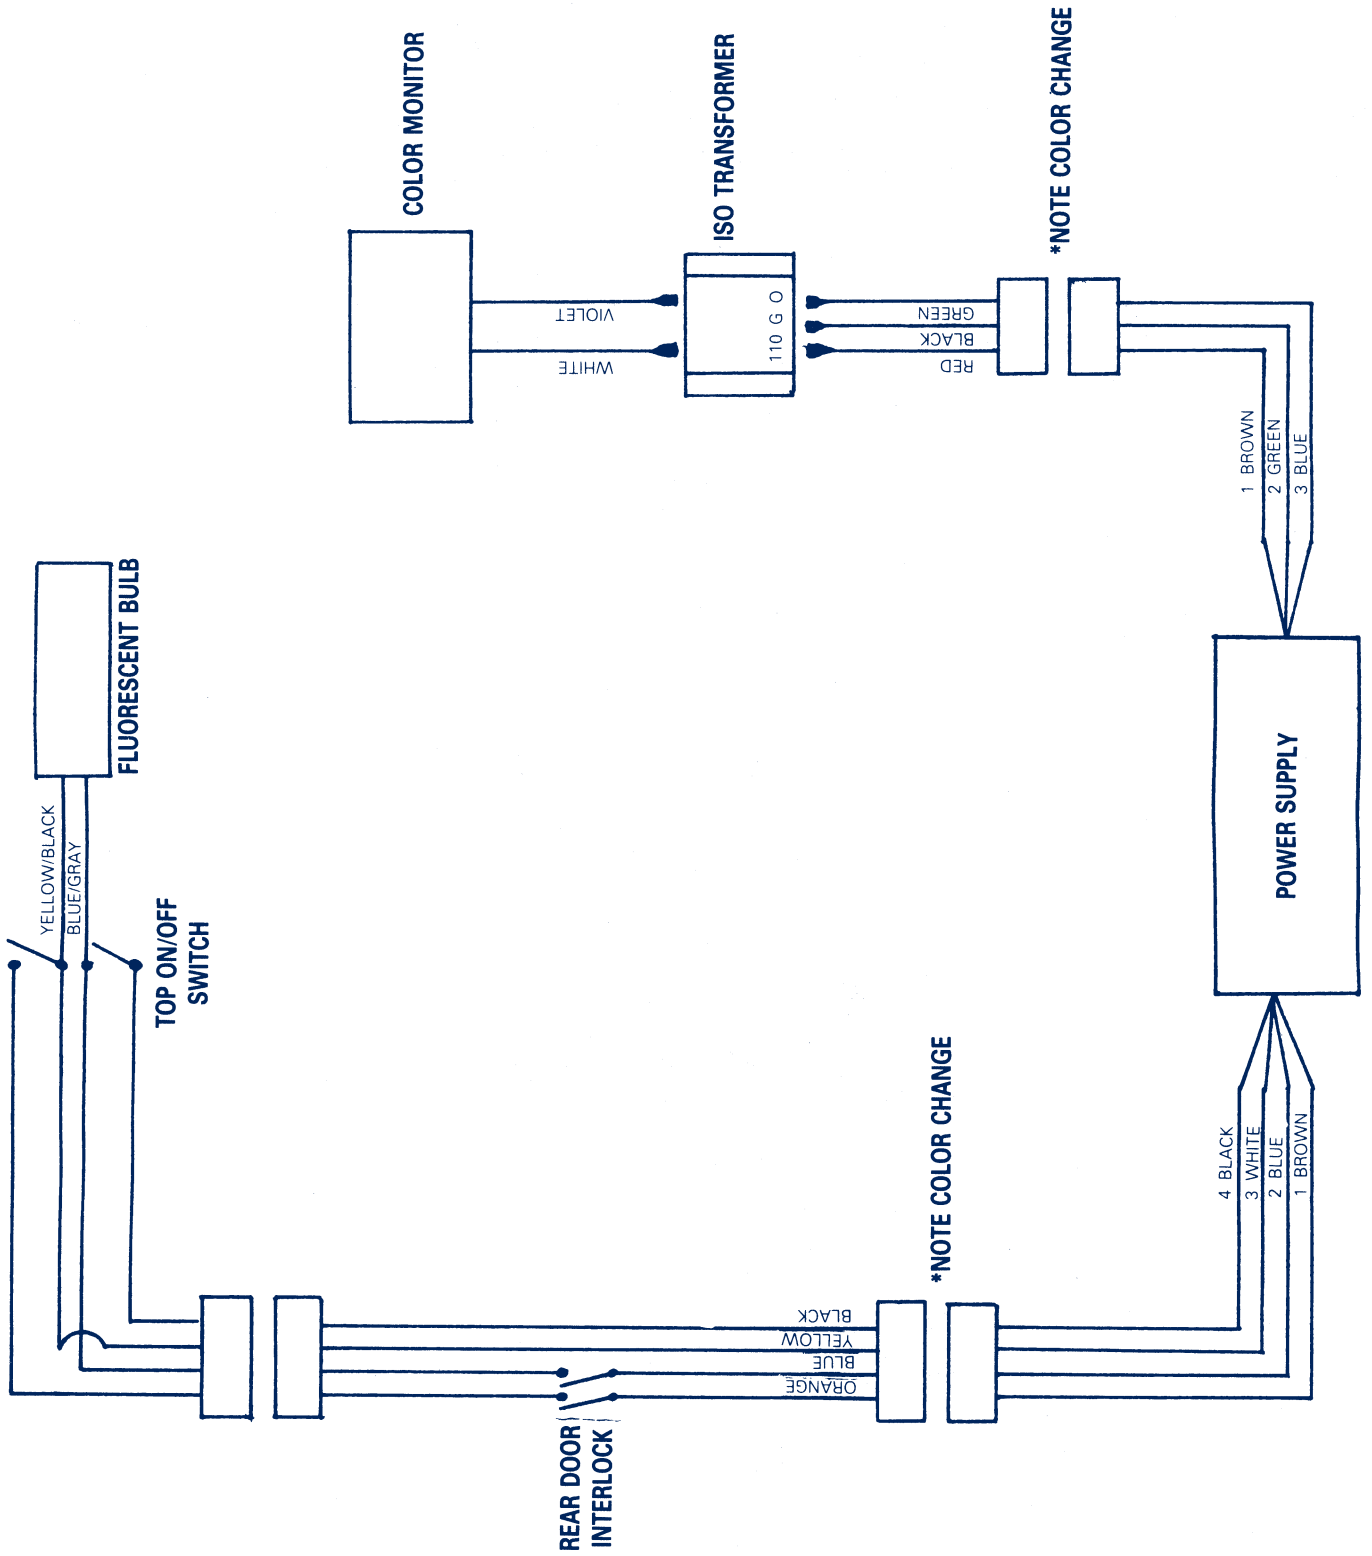 FLUORESCENT BULB
YELLOW/BLACK
BLUE/GRAY
TOP ON/OFF
SWITCH
COLOR MONITOR
VIOLET
WHITE
ISO TRANSFORMER
110 G O
GREEN
BLACK
RED
*NOTE COLOR CHANGE
1 BROWN
2 GREEN
3 BLUE
POWER SUPPLY
4 BLACK
3 WHITE
2 BLUE
1 BROWN
*NOTE COLOR CHANGE
BLACK
YELLOW
BLUE
ORANGE
REAR DOOR
INTERLOCK